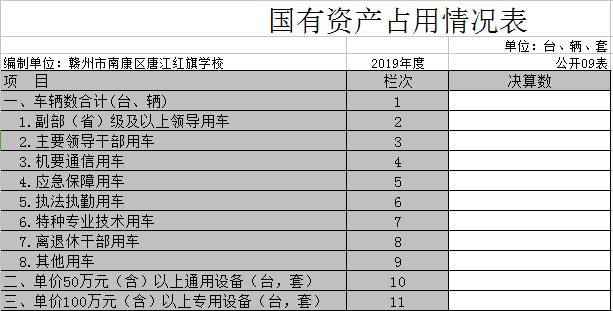 国有资产占用情况表
单位：台、辆、套
编制单位：赣州市南康区唐江红旗学校 2019年度 公开09表
项 目 栏次 决算数
一、车辆数合计(台、辆) 1
1.副部（省）级及以上领导用车 2
2.主要领导干部用车 3
3.机要通信用车 4
4.应急保障用车 5
5.执法执勤用车 6
6.特种专业技术用车 7
7.离退休干部用车 8
8.其他用车 9
二、单价50万元（含）以上通用设备（台，套） 10
三、单价100万元（含）以上专用设备（台，套） 11